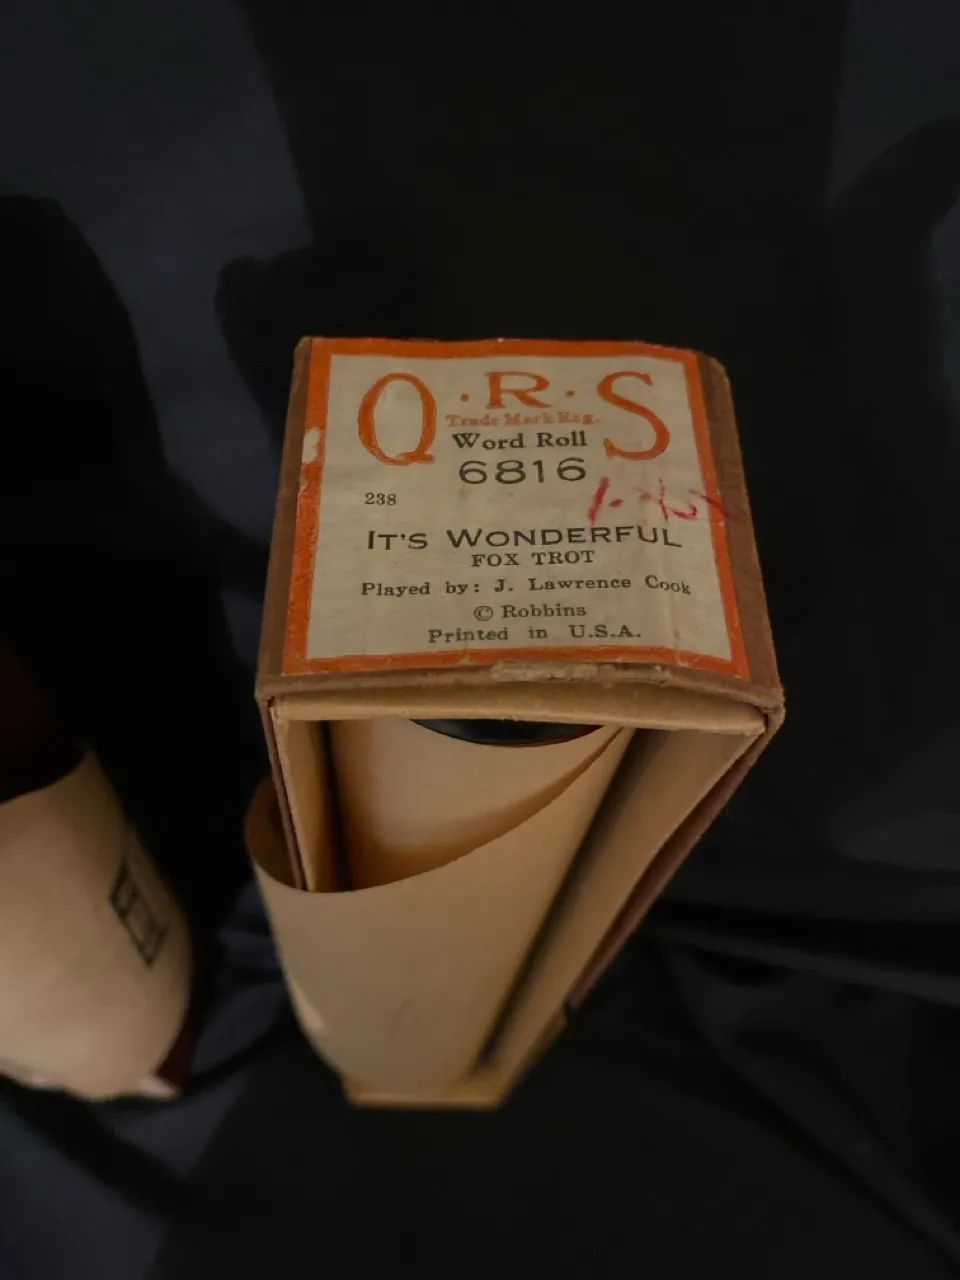 Q·R·S
Trade Mark Reg.
Word Roll
6816
238
IT'S WONDERFUL
FOX TROT
Played by: J. Lawrence Cook
© Robbins
Printed in U.S.A.